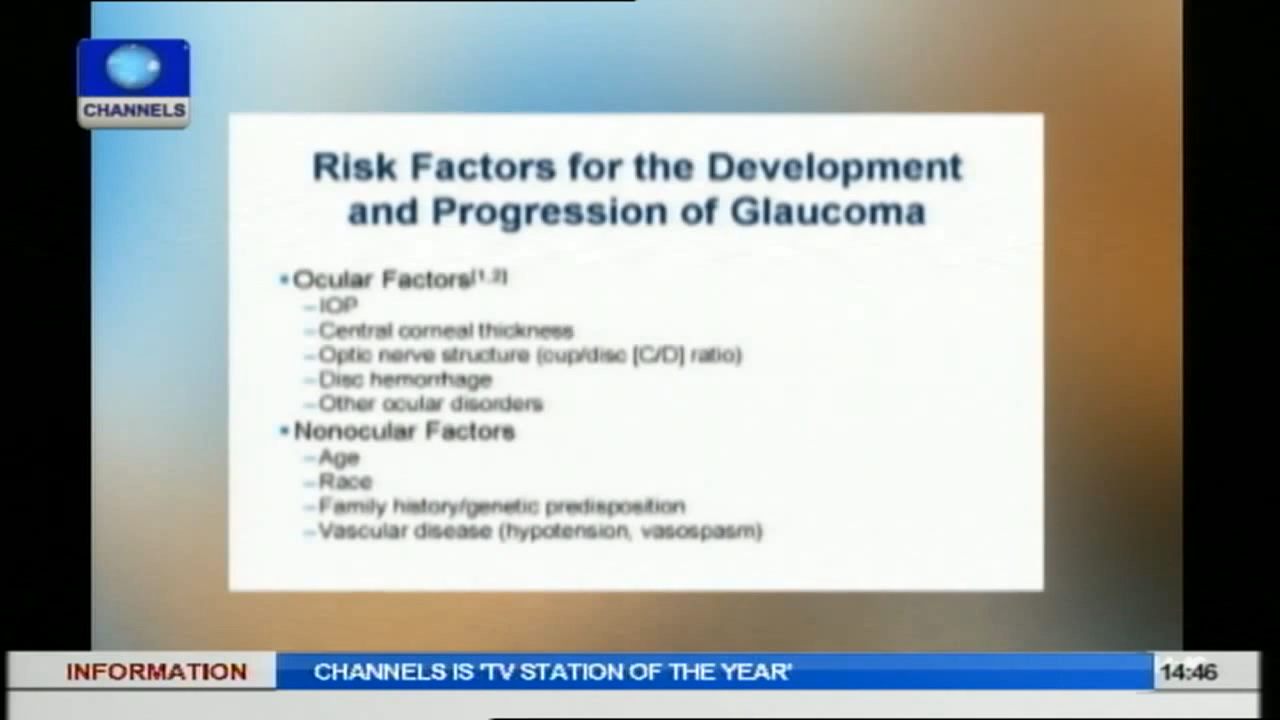 CHANNELS
Risk Factors for the Development
and Progression of Glaucoma
▪Ocular Factors[1,2]
–IOP
–Central corneal thickness
–Optic nerve structure (cup/disc [C/D] ratio)
–Disc hemorrhage
–Other ocular disorders
▪Nonocular Factors
–Age
–Race
–Family history/genetic predisposition
–Vascular disease (hypotension, vasospasm)
INFORMATION CHANNELS IS 'TV STATION OF THE YEAR' 14:46